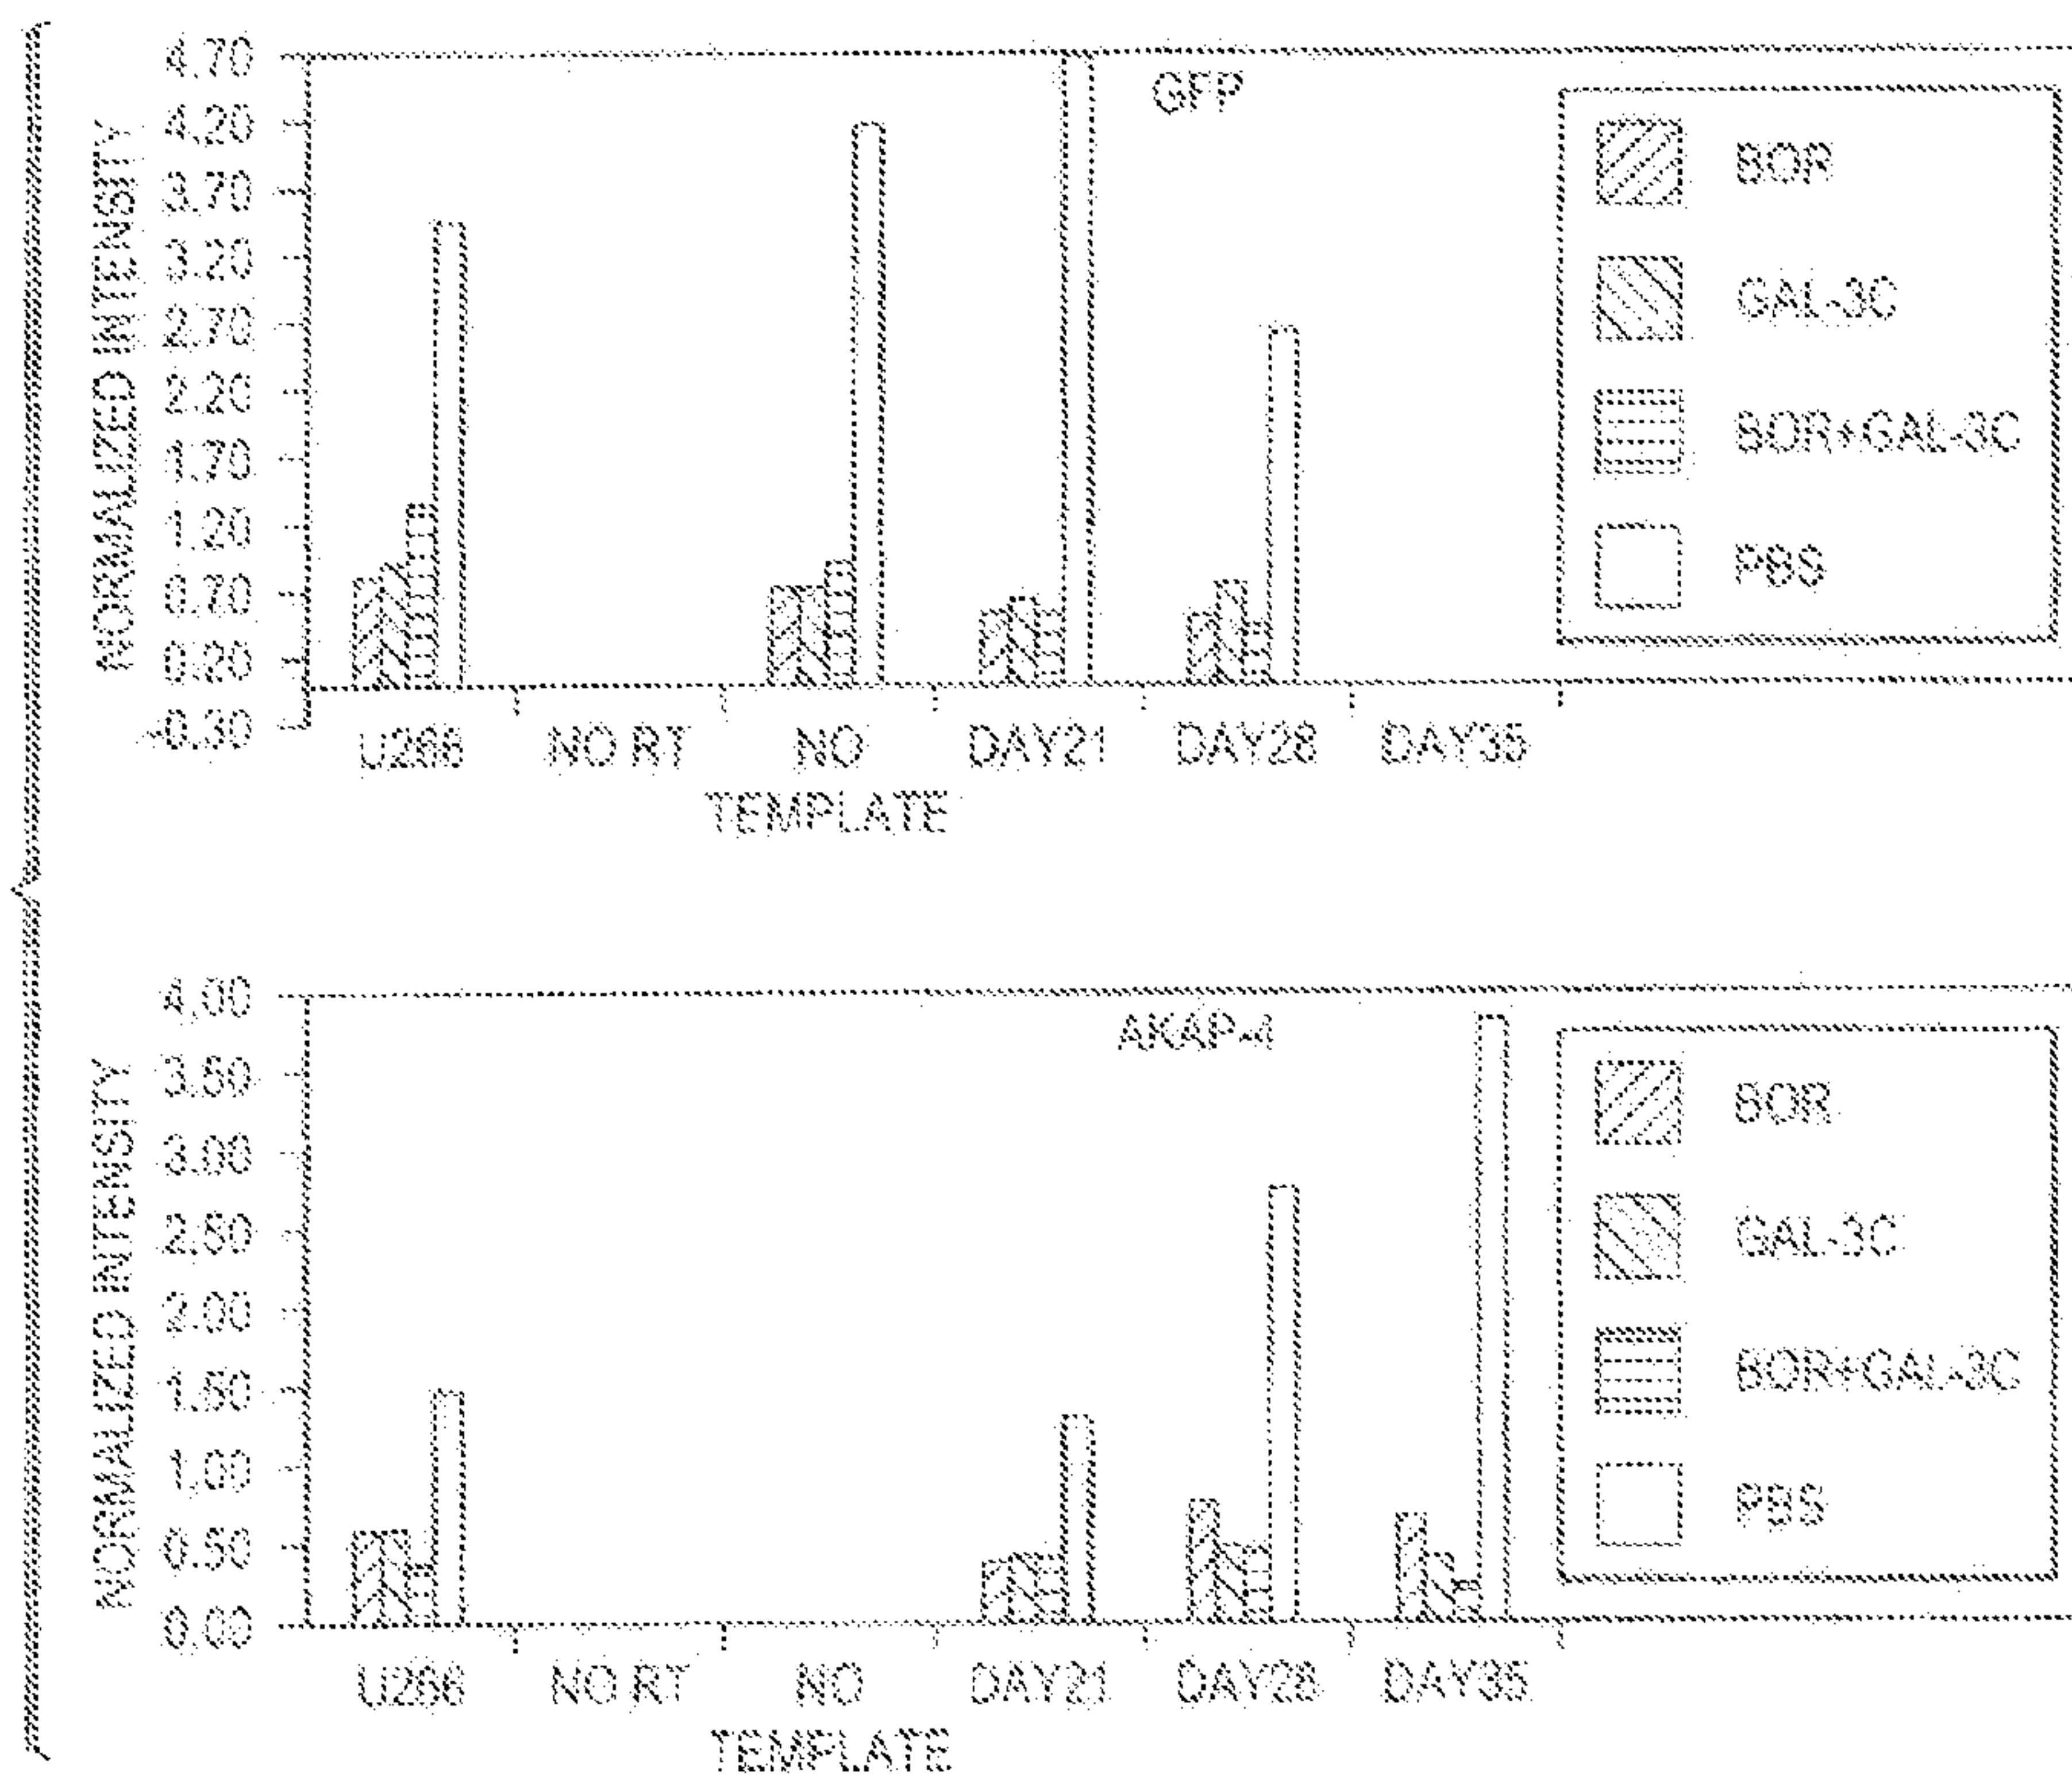 GFP
NORMALIZED INTENSITY
4.70
4.20
3.70
3.20
2.70
2.20
1.70
1.20
0.70
0.20
-0.30
U266
NO RT
NO
DAY21
DAY28
DAY35
TEMPLATE
BOR
GAL-3C
BOR+GAL-3C
PBS
AKAP-4
NORMALIZED INTENSITY
4.00
3.50
3.00
2.50
2.00
1.50
1.00
0.50
0.00
U266
NO RT
NO
DAY21
DAY28
DAY35
TEMPLATE
BOR
GAL-3C
BOR+GAL-3C
PBS